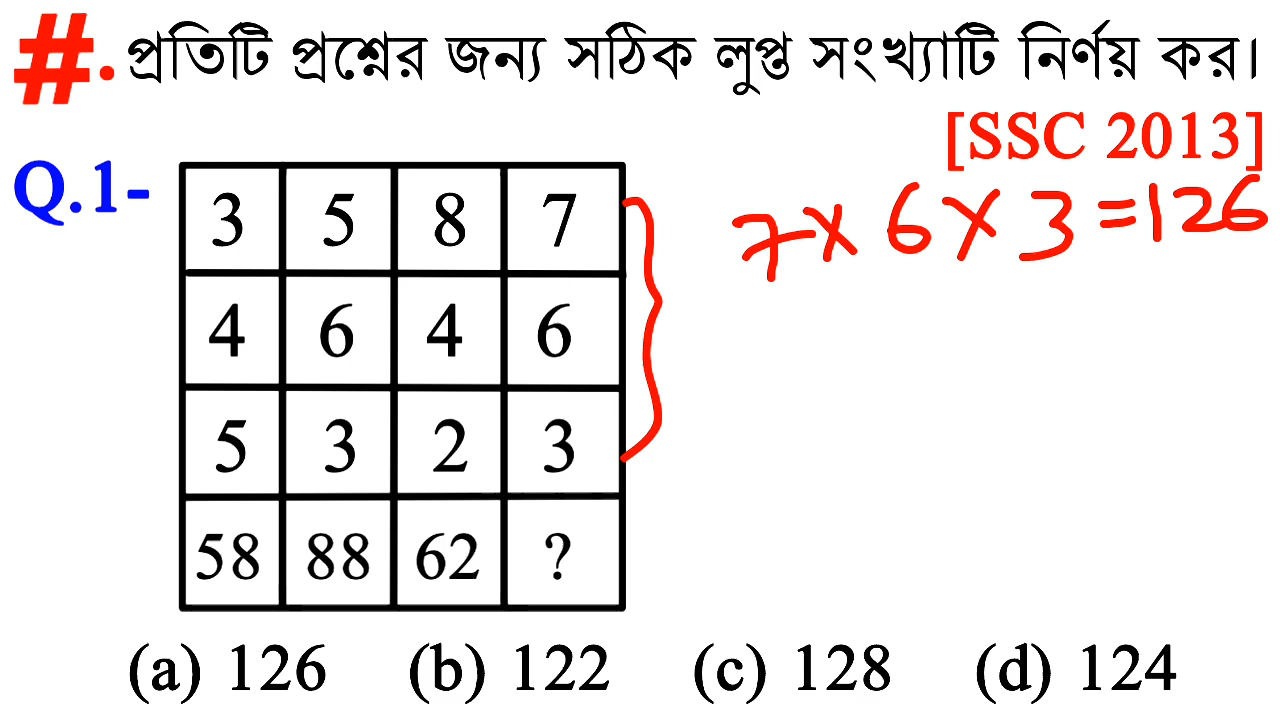 #. প্রতিটি প্রশ্নের জন্য সঠিক লুপ্ত সংখ্যাটি নির্ণয় কর।
[SSC 2013]
Q.1-
3 5 8 7
7 × 6 × 3 = 126
4 6 4 6
5 3 2 3
58 88 62 ?
(a) 126 (b) 122 (c) 128 (d) 124